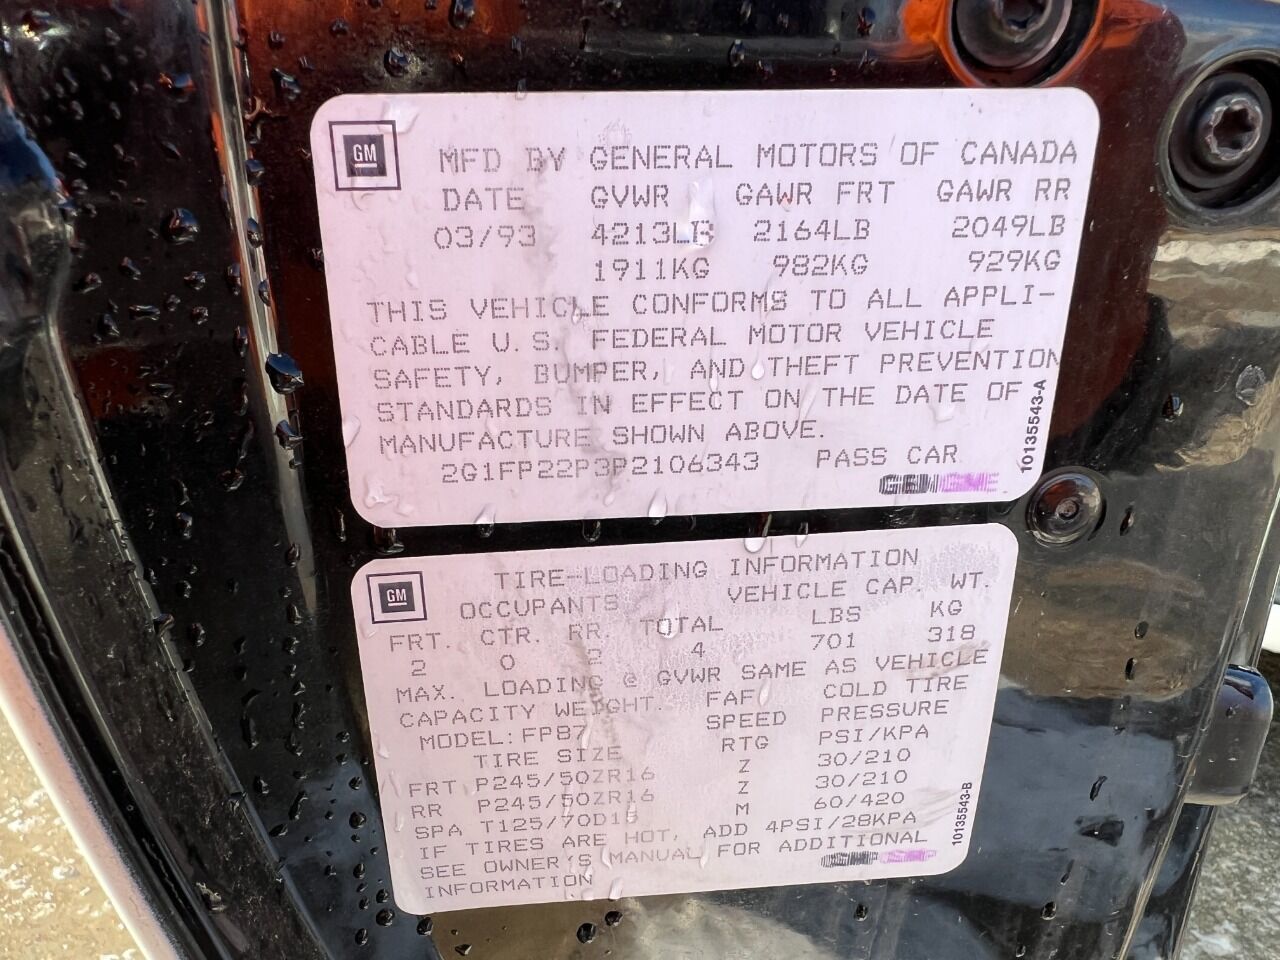 GM
MFD BY GENERAL MOTORS OF CANADA
DATE GVWR GAWR FRT GAWR RR
03/93 4213LB 2164LB 2049LB
1911KG 982KG 929KG
THIS VEHICLE CONFORMS TO ALL APPLI-
CABLE U.S. FEDERAL MOTOR VEHICLE
SAFETY, BUMPER, AND THEFT PREVENTION
STANDARDS IN EFFECT ON THE DATE OF
MANUFACTURE SHOWN ABOVE.
2G1FP22P3P2106343 PASS CAR
10135543-A
GM
TIRE-LOADING INFORMATION
OCCUPANTS VEHICLE CAP. WT.
FRT. CTR. RR. TOTAL LBS KG
2 0 2 4 701 318
MAX. LOADING @ GVWR SAME AS VEHICLE
CAPACITY WEIGHT. FAF COLD TIRE
MODEL:FP87 SPEED PRESSURE
TIRE SIZE RTG PSI/KPA
FRT P245/50ZR16 Z 30/210
RR P245/50ZR16 Z 30/210
SPA T125/70D15 M 60/420
IF TIRES ARE HOT, ADD 4PSI/28KPA
SEE OWNER'S MANUAL FOR ADDITIONAL
INFORMATION
10135543-B